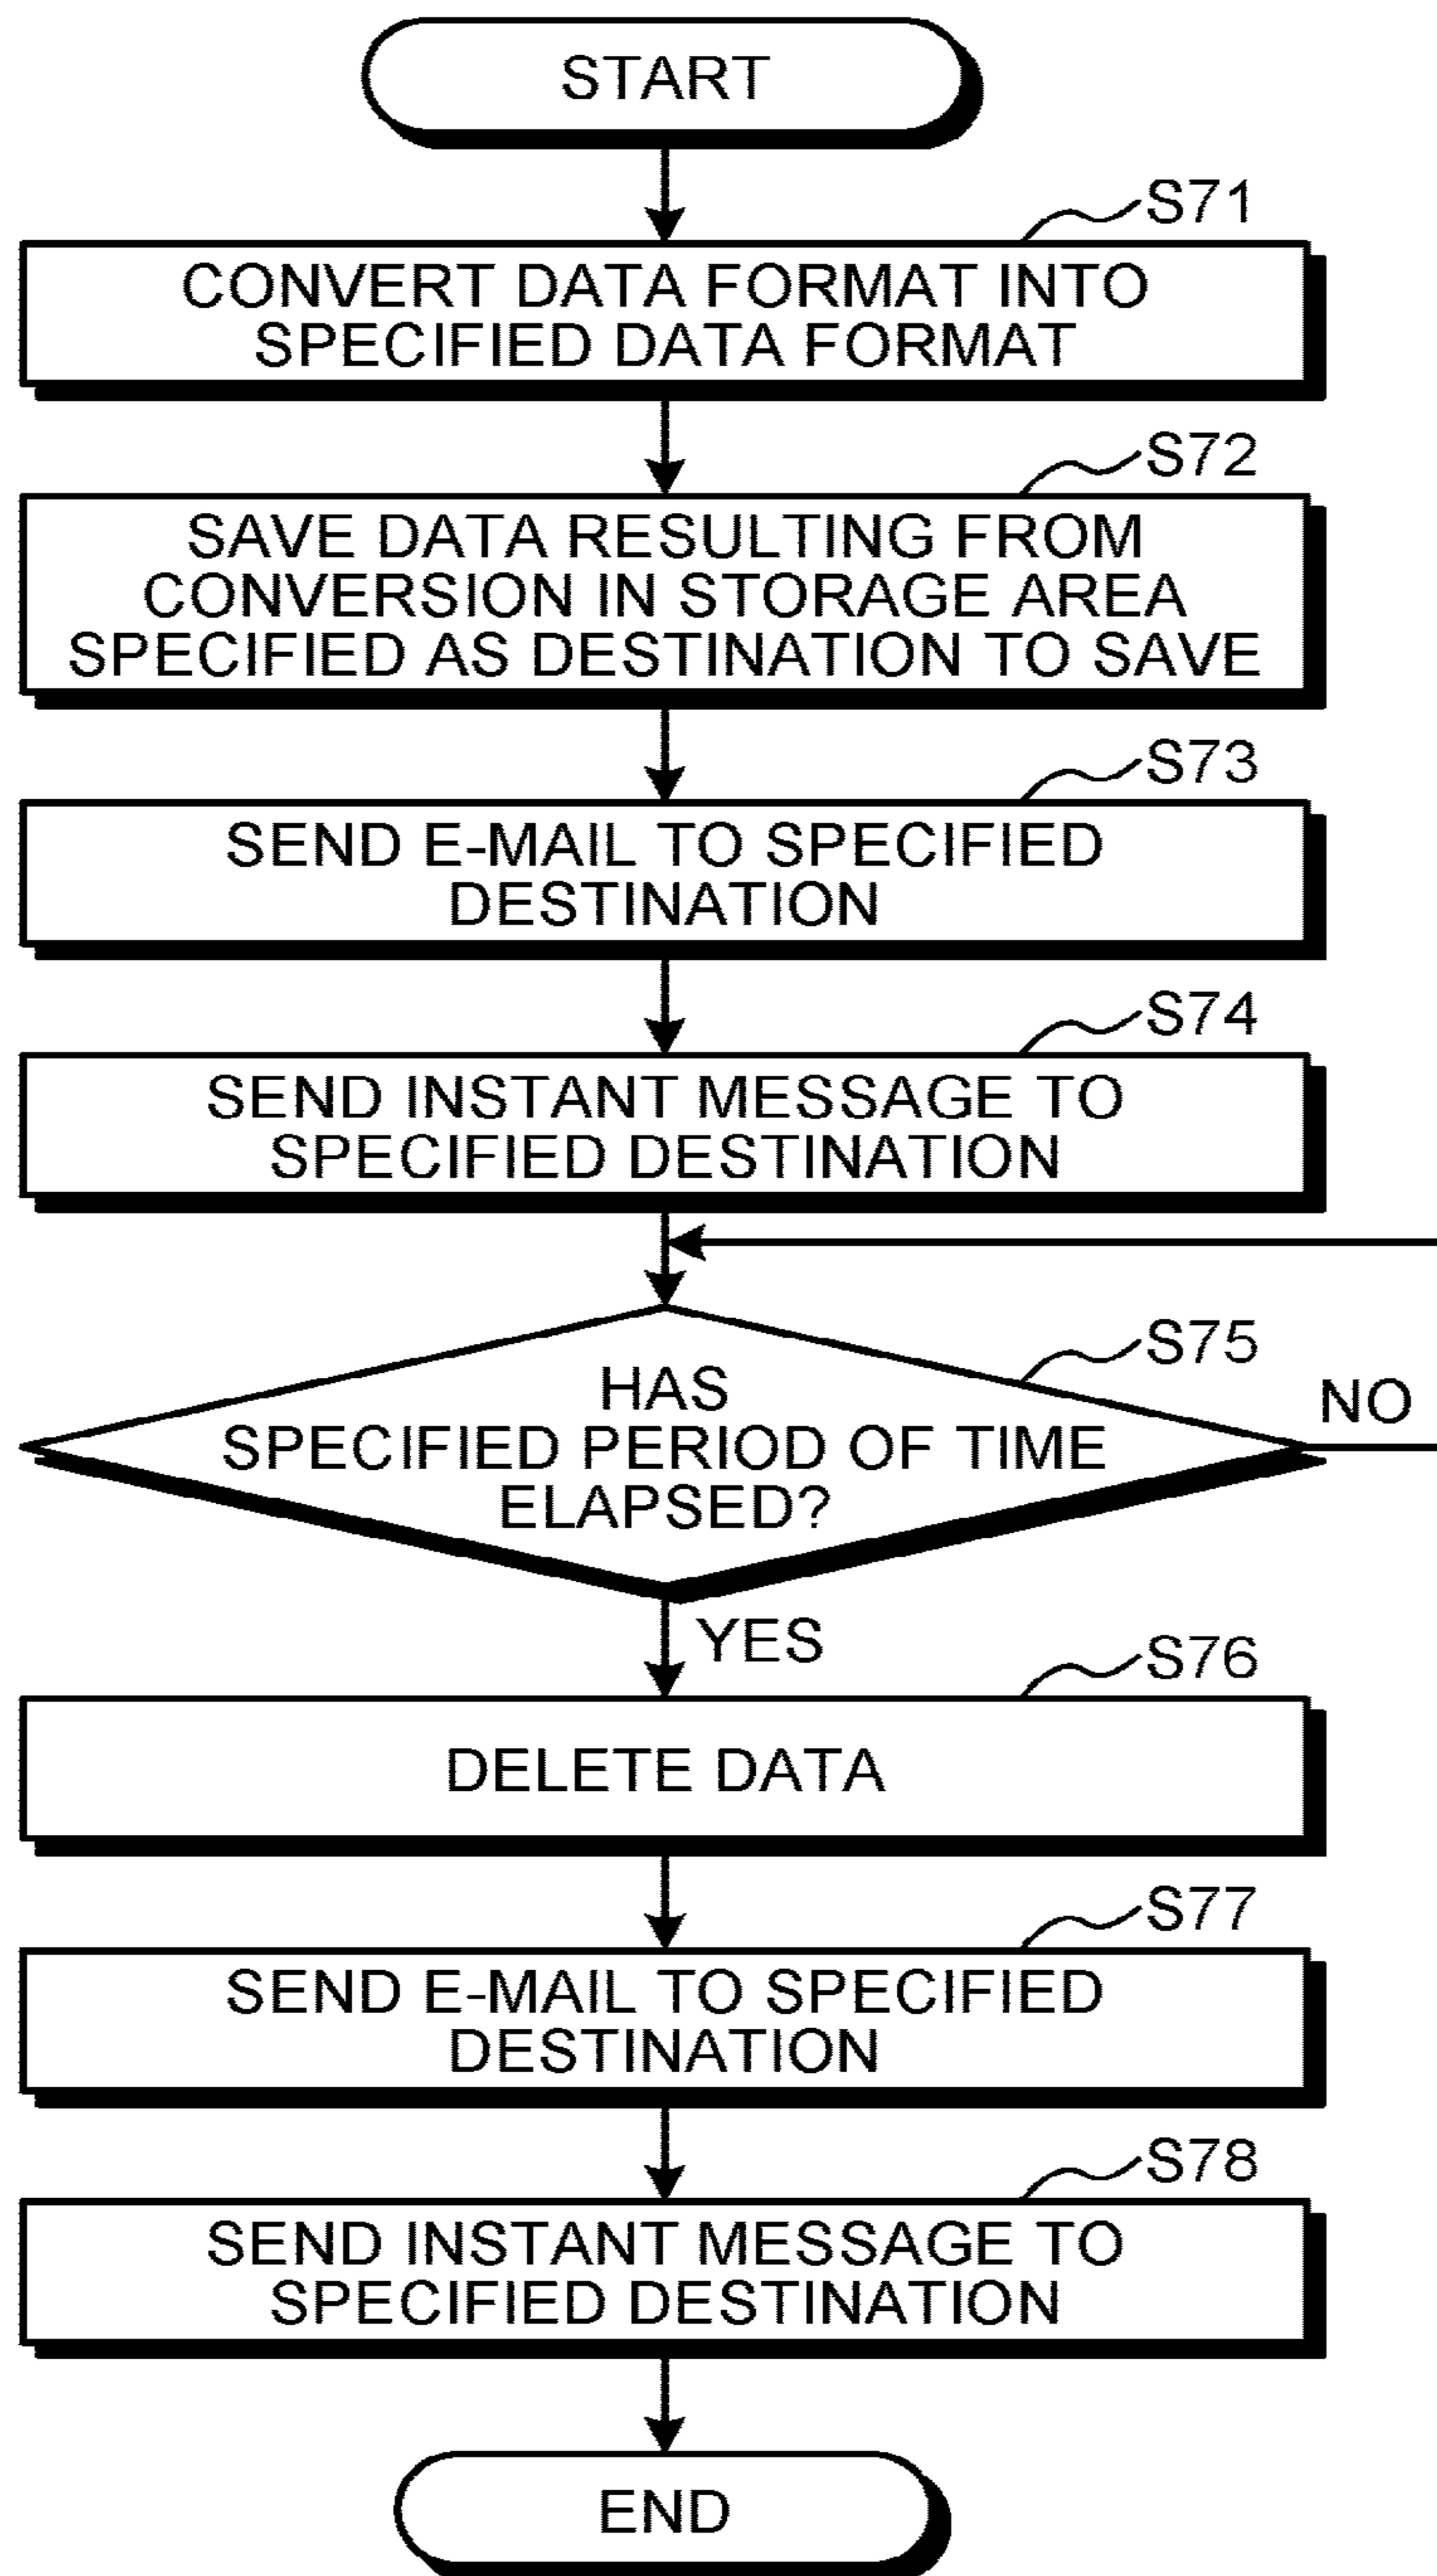 START
S71
CONVERT DATA FORMAT INTO
SPECIFIED DATA FORMAT
S72
SAVE DATA RESULTING FROM
CONVERSION IN STORAGE AREA
SPECIFIED AS DESTINATION TO SAVE
S73
SEND E-MAIL TO SPECIFIED
DESTINATION
S74
SEND INSTANT MESSAGE TO
SPECIFIED DESTINATION
S75
HAS
SPECIFIED PERIOD OF TIME
ELAPSED?
NO
YES
S76
DELETE DATA
S77
SEND E-MAIL TO SPECIFIED
DESTINATION
S78
SEND INSTANT MESSAGE TO
SPECIFIED DESTINATION
END